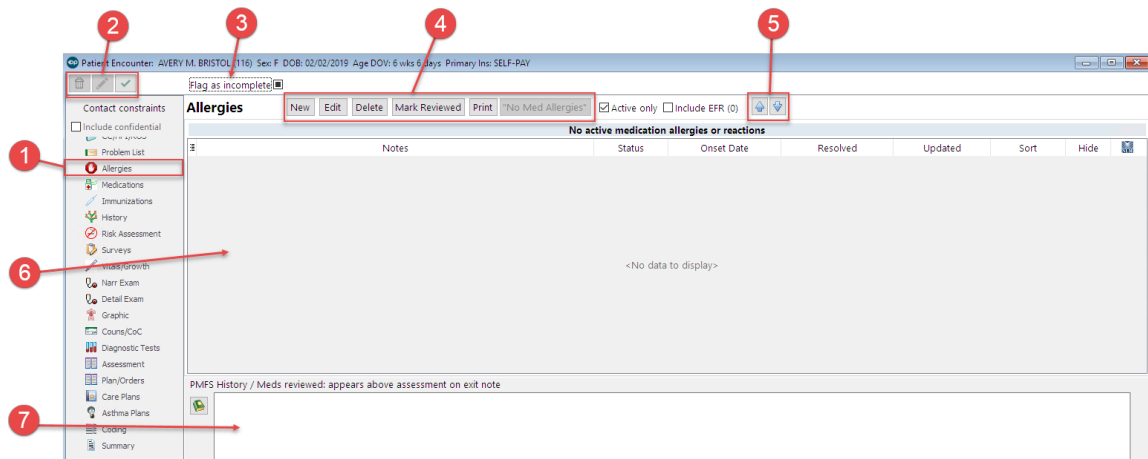 2
3
4
5
Patient Encounter: AVERY M. BRISTOL (116) Sex: F DOB: 02/02/2019 Age DOV: 6 wks 6 days Primary Ins: SELF-PAY
Flag as incomplete
Contact constraints
Include confidential
Allergies New Edit Delete Mark Reviewed Print "No Med Allergies" Active only Include EFR (0)
No active medication allergies or reactions
Notes Status Onset Date Resolved Updated Sort Hide
<No data to display>
1
CC/HPI/ROS
Problem List
Allergies
Medications
Immunizations
History
Risk Assessment
Surveys
6
Vitals/Growth
Narr Exam
Detail Exam
Graphic
Couns/CoC
Diagnostic Tests
Assessment
Plan/Orders
Care Plans
Asthma Plans
7
Coding
Summary
PMFS History / Meds reviewed: appears above assessment on exit note